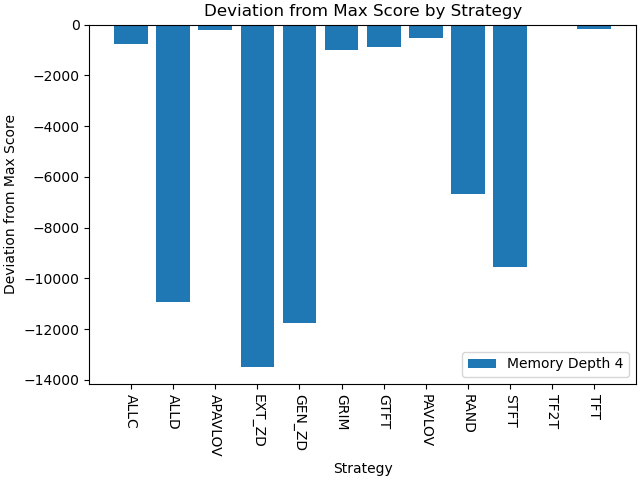 Deviation from Max Score by Strategy
Deviation from Max Score
0
−2000
−4000
−6000
−8000
−10000
−12000
−14000
Memory Depth 4
ALLC
ALLD
APAVLOV
EXT_ZD
GEN_ZD
GRIM
GTFT
PAVLOV
RAND
STFT
TF2T
TFT
Strategy